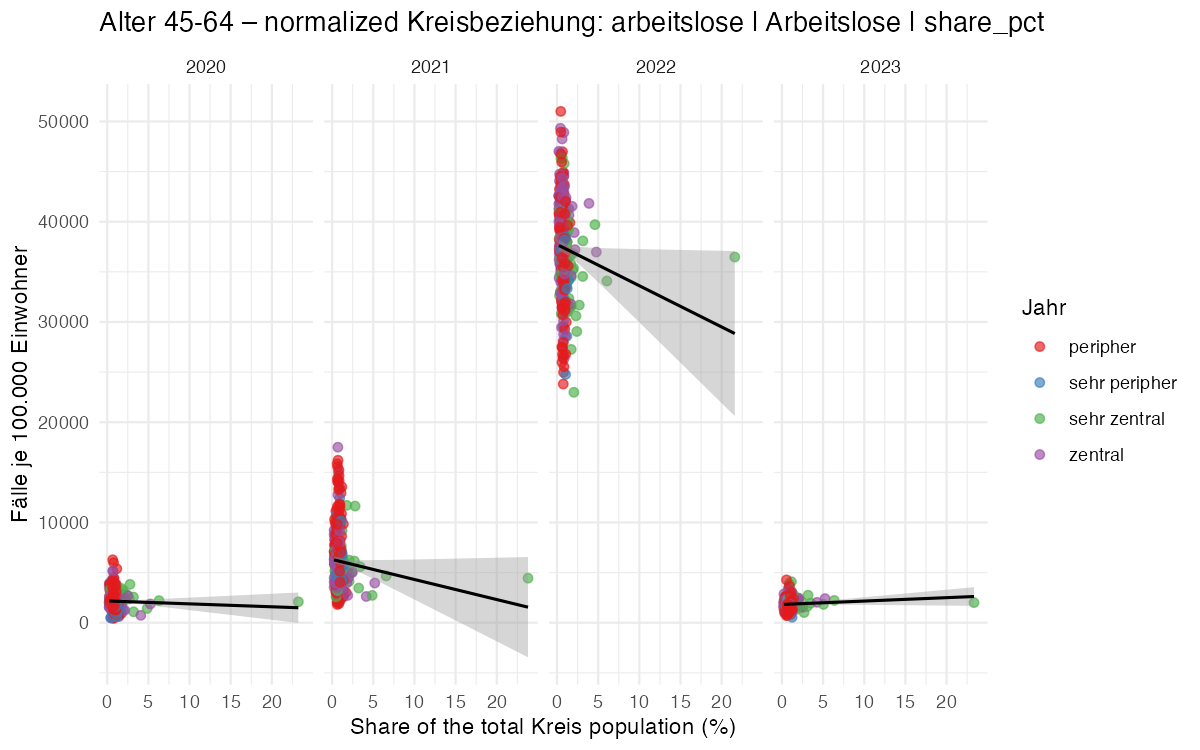 Alter 45-64 – normalized Kreisbeziehung: arbeitslose | Arbeitslose | share_pct
2020 2021 2022 2023
50000
40000
30000
20000
10000
0
Fälle je 100.000 Einwohner
0 5 10 15 20 0 5 10 15 20 0 5 10 15 20 0 5 10 15 20
Share of the total Kreis population (%)
Jahr
peripher
sehr peripher
sehr zentral
zentral